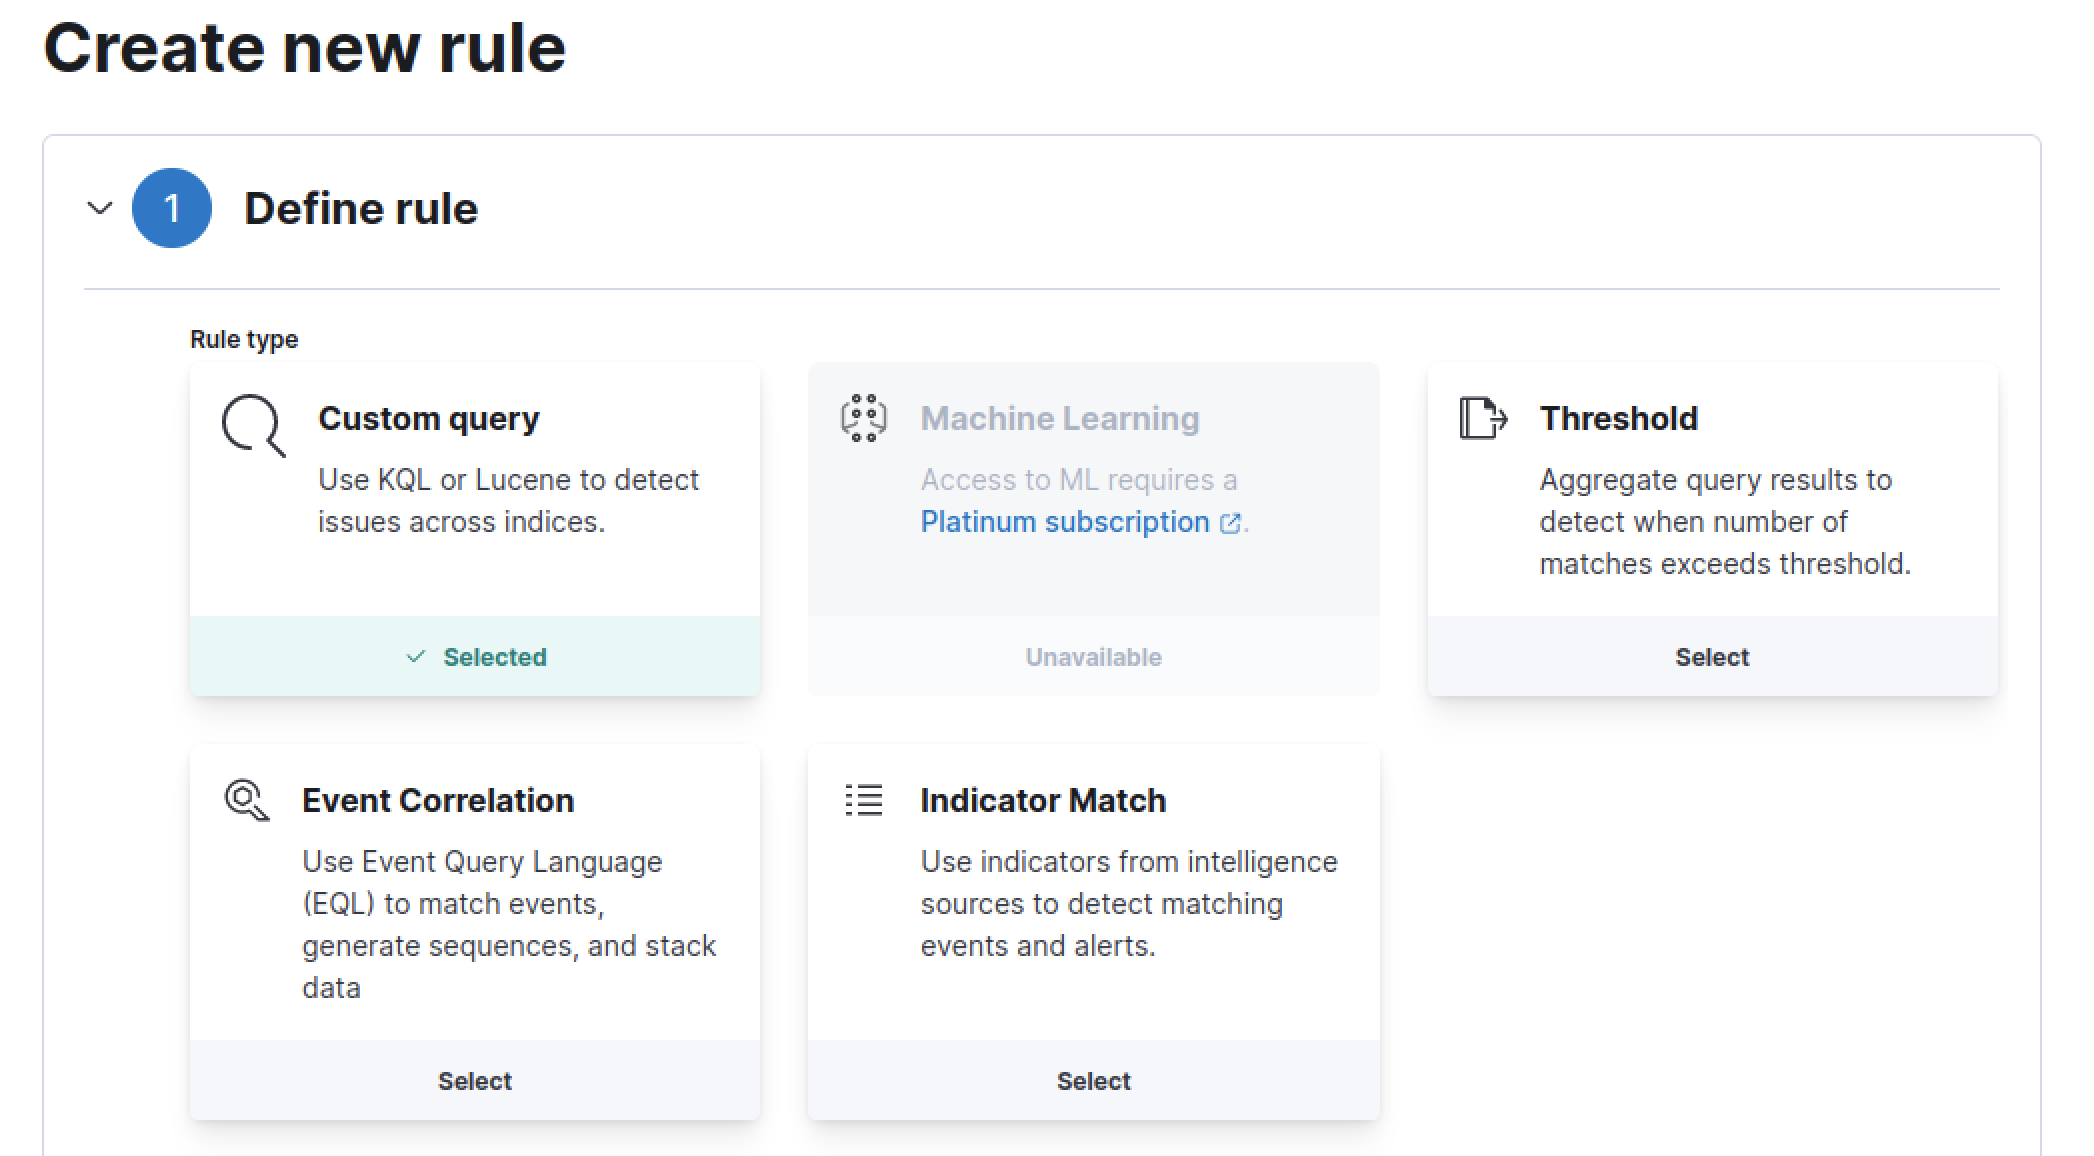 Create new rule
1
Define rule
Rule type
Custom query
Use KQL or Lucene to detect
issues across indices.
Selected
Machine Learning
Access to ML requires a
Platinum subscription .
Unavailable
Threshold
Aggregate query results to
detect when number of
matches exceeds threshold.
Select
Event Correlation
Use Event Query Language
(EQL) to match events,
generate sequences, and stack
data
Select
Indicator Match
Use indicators from intelligence
sources to detect matching
events and alerts.
Select